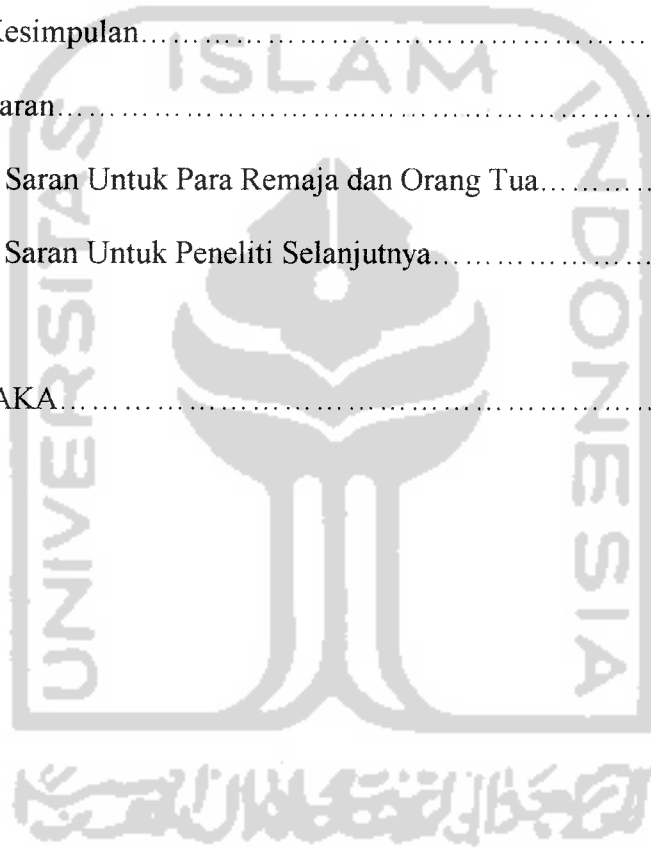 Kesimpulan
aran
Saran Untuk Para Remaja dan Orang Tua
Saran Untuk Peneliti Selanjutnya
AKA
UNIVERSITAS
ISLAM
INDONESIA